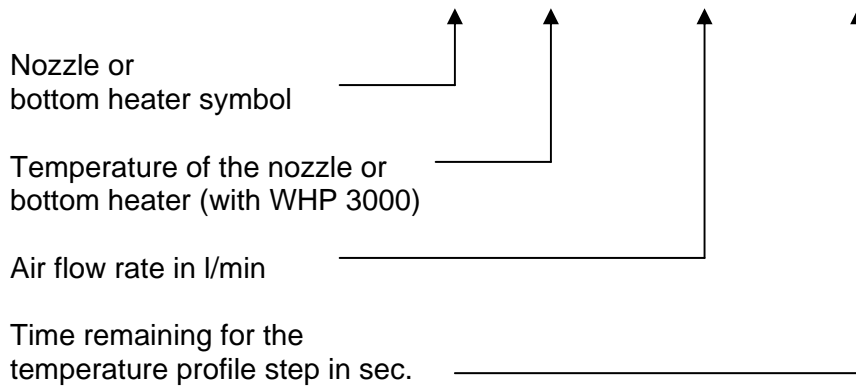 Nozzle or
bottom heater symbol
Temperature of the nozzle or
bottom heater (with WHP 3000)
Air flow rate in l/min
Time remaining for the
temperature profile step in sec.